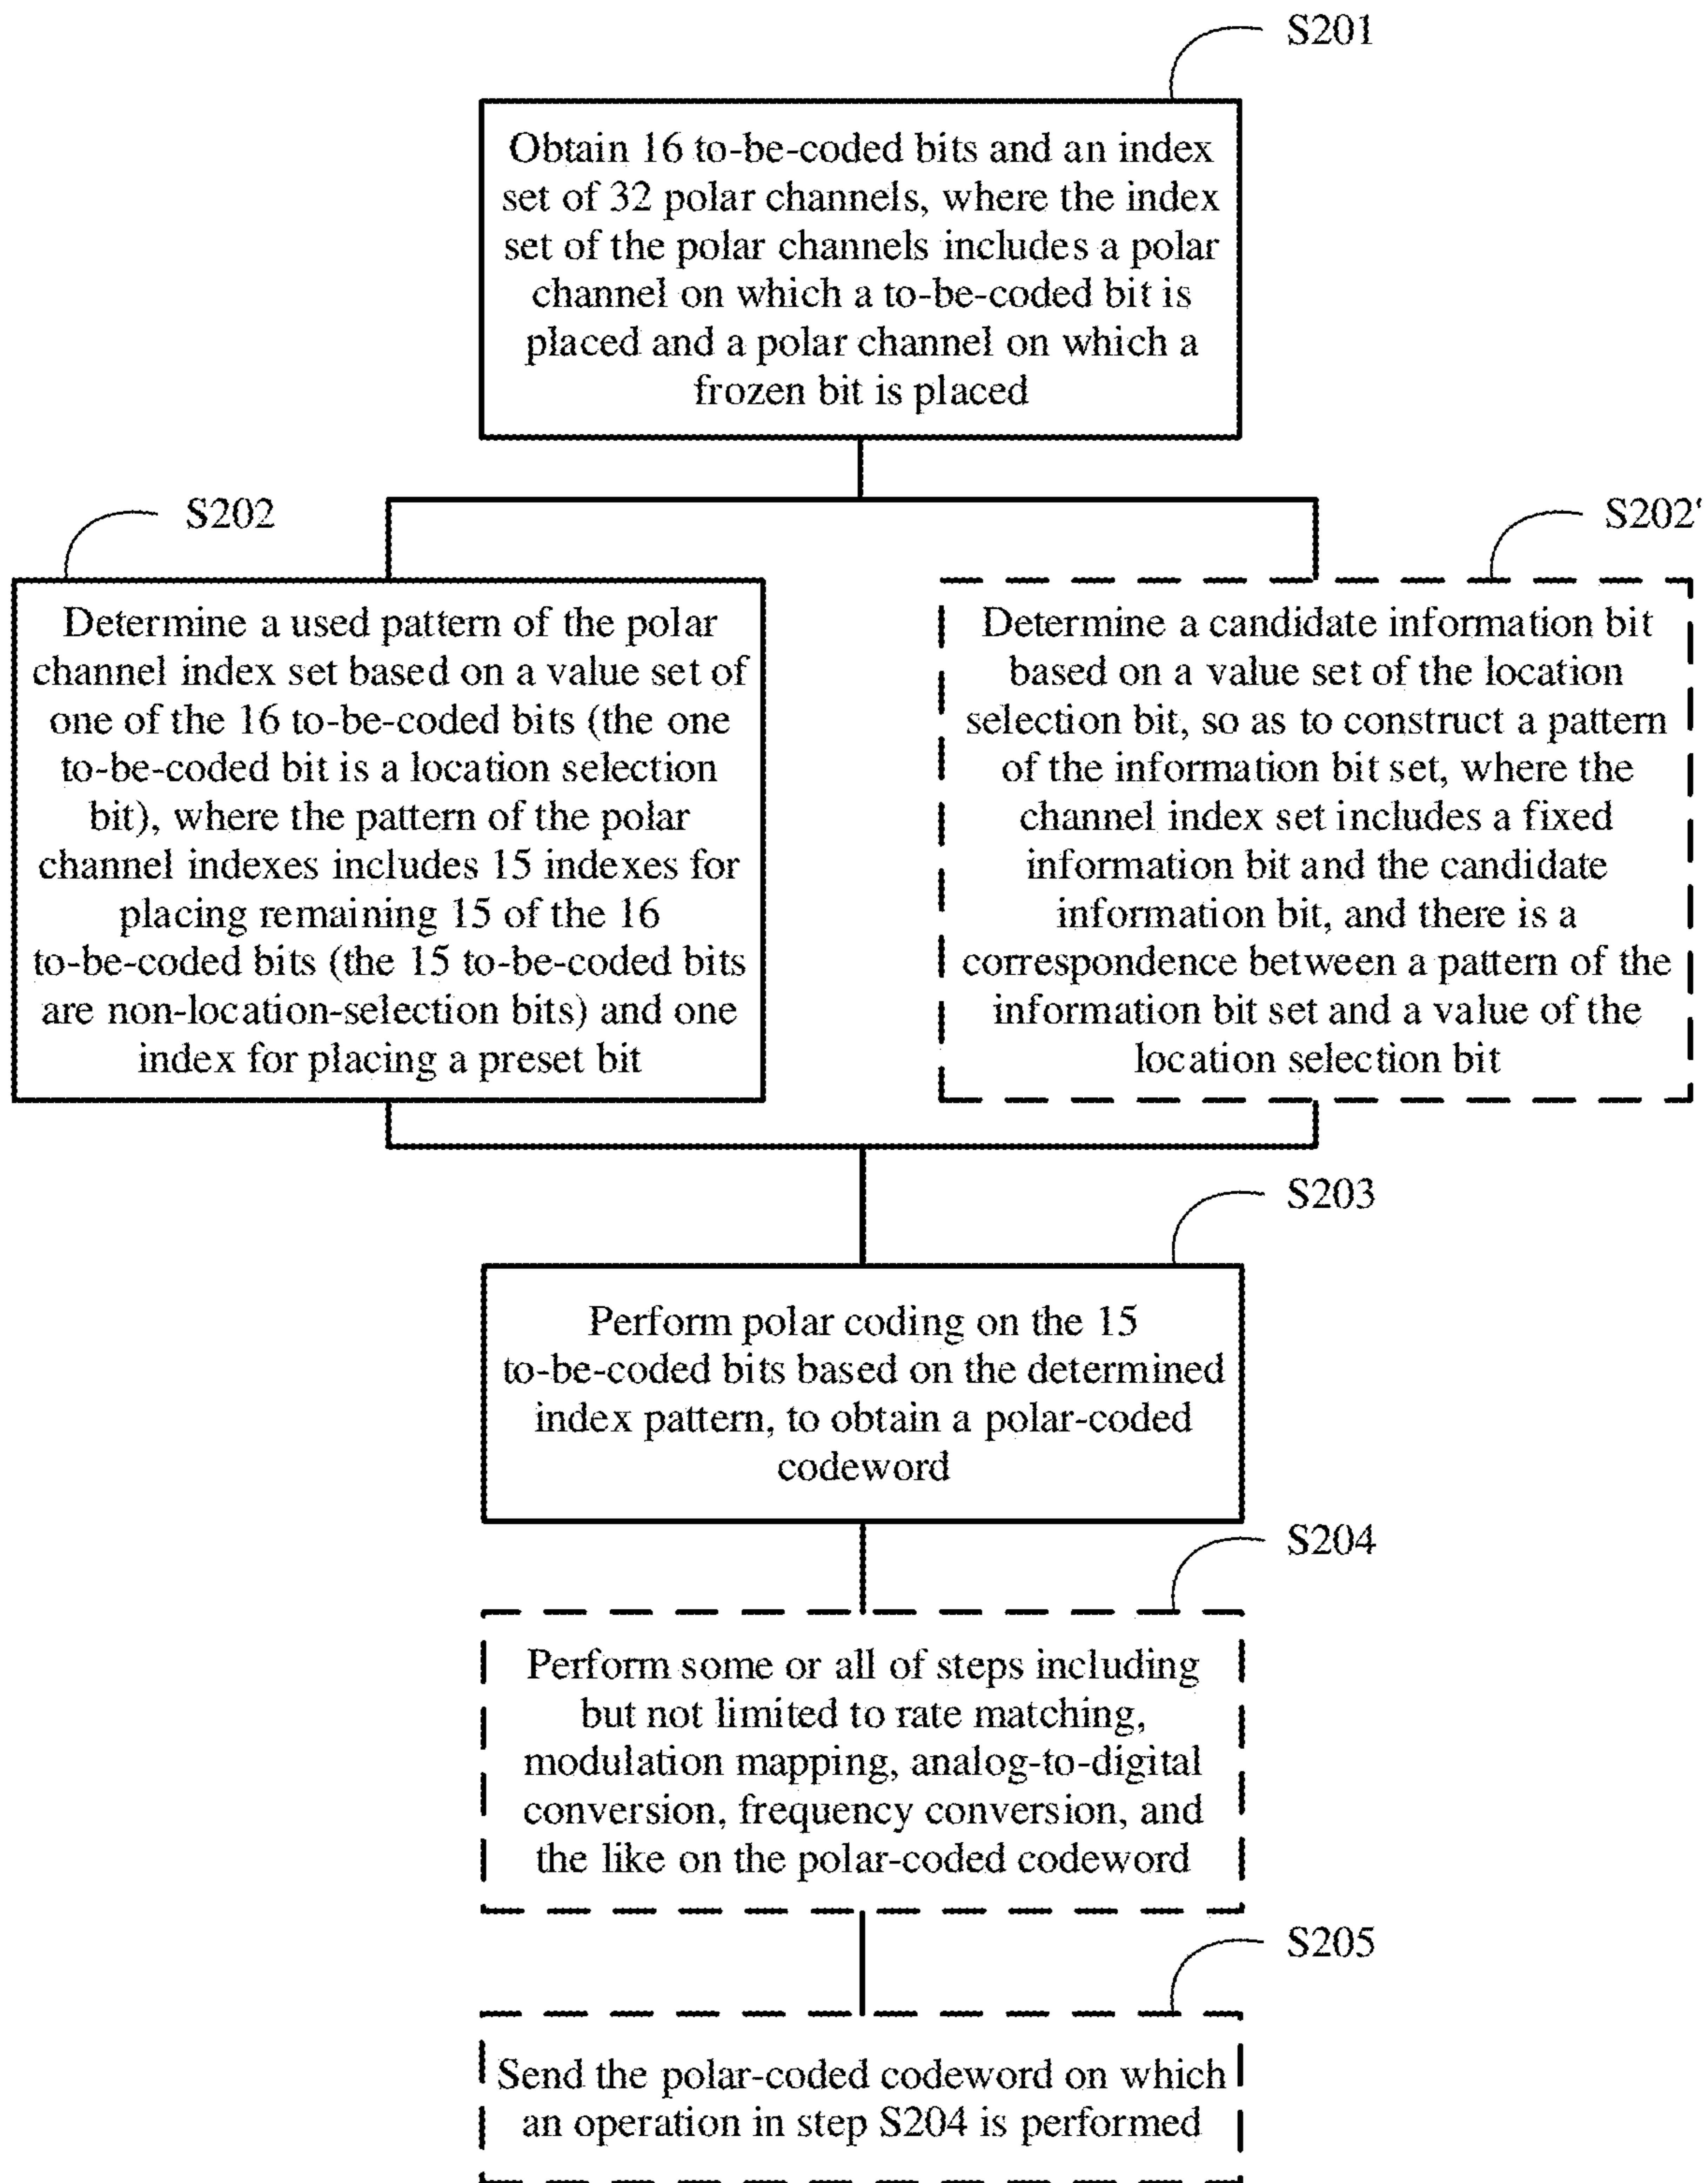 S201
Obtain 16 to-be-coded bits and an index
set of 32 polar channels, where the index
set of the polar channels includes a polar
channel on which a to-be-coded bit is
placed and a polar channel on which a
frozen bit is placed
S202
Determine a used pattern of the polar
channel index set based on a value set of
one of the 16 to-be-coded bits (the one
to-be-coded bit is a location selection
bit), where the pattern of the polar
channel indexes includes 15 indexes for
placing remaining 15 of the 16
to-be-coded bits (the 15 to-be-coded bits
are non-location-selection bits) and one
index for placing a preset bit
S202'
Determine a candidate information bit
based on a value set of the location
selection bit, so as to construct a pattern
of the information bit set, where the
channel index set includes a fixed
information bit and the candidate
information bit, and there is a
correspondence between a pattern of the
information bit set and a value of the
location selection bit
S203
Perform polar coding on the 15
to-be-coded bits based on the determined
index pattern, to obtain a polar-coded
codeword
S204
Perform some or all of steps including
but not limited to rate matching,
modulation mapping, analog-to-digital
conversion, frequency conversion, and
the like on the polar-coded codeword
S205
Send the polar-coded codeword on which
an operation in step S204 is performed